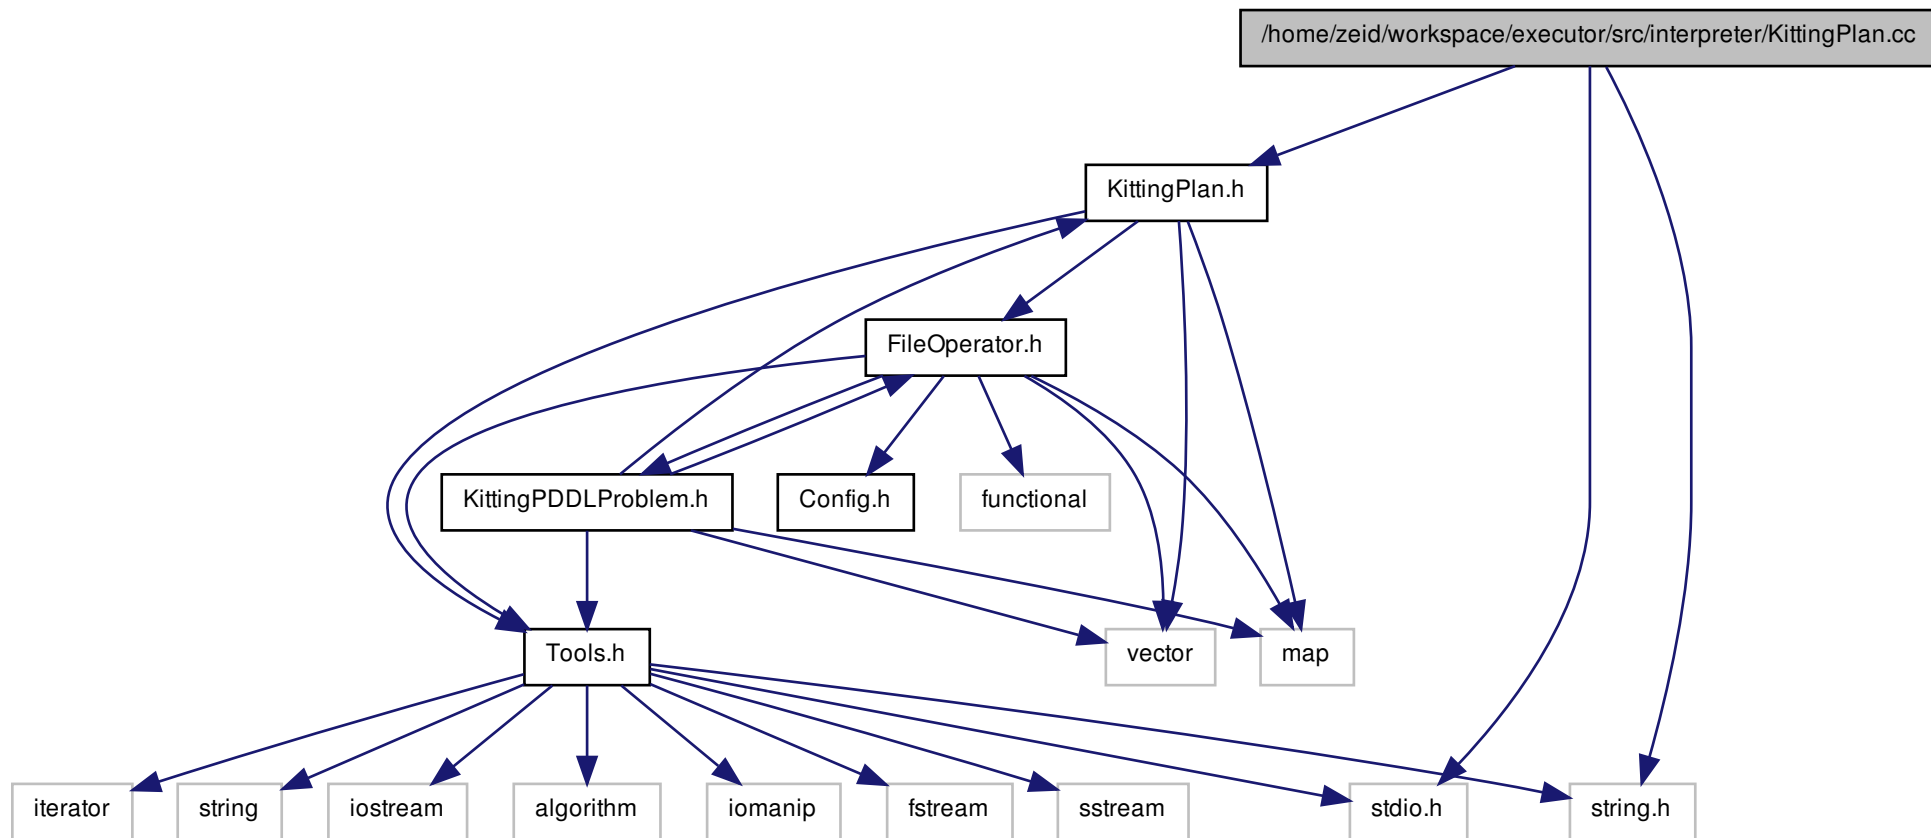 /home/zeid/workspace/executor/src/interpreter/KittingPlan.cc
KittingPlan.h
FileOperator.h
KittingPDDLProblem.h
Config.h
functional
Tools.h
vector
map
iterator
string
iostream
algorithm
iomanip
fstream
sstream
stdio.h
string.h